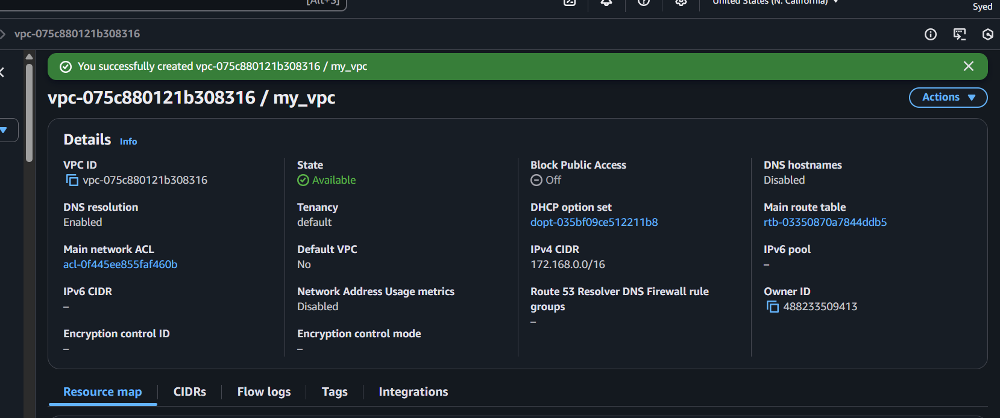 [Alt+S]
United States (N. California)
Syed
vpc-075c880121b308316
You successfully created vpc-075c880121b308316 / my_vpc
vpc-075c880121b308316 / my_vpc
Actions
Details Info
VPC ID
vpc-075c880121b308316
State
Available
Block Public Access
Off
DNS hostnames
Disabled
DNS resolution
Enabled
Tenancy
default
DHCP option set
dopt-035bf09ce512211b8
Main route table
rtb-03350870a7844ddb5
Main network ACL
acl-0f445ee855faf460b
Default VPC
No
IPv4 CIDR
172.168.0.0/16
IPv6 pool
–
IPv6 CIDR
–
Network Address Usage metrics
Disabled
Route 53 Resolver DNS Firewall rule
groups
–
Owner ID
488233509413
Encryption control ID
–
Encryption control mode
–
Resource map
CIDRs
Flow logs
Tags
Integrations